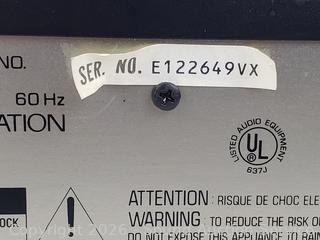 NO.
SER. NO. E122649VX
60 Hz
ATION
LISTED AUDIO EQUIPMENT
UL
®
637J
OCK
ATTENTION : RISQUE DE CHOC ELE
WARNING : TO REDUCE THE RISK O
DO NOT EXPOSE THIS APPLIANCE TO RAIN